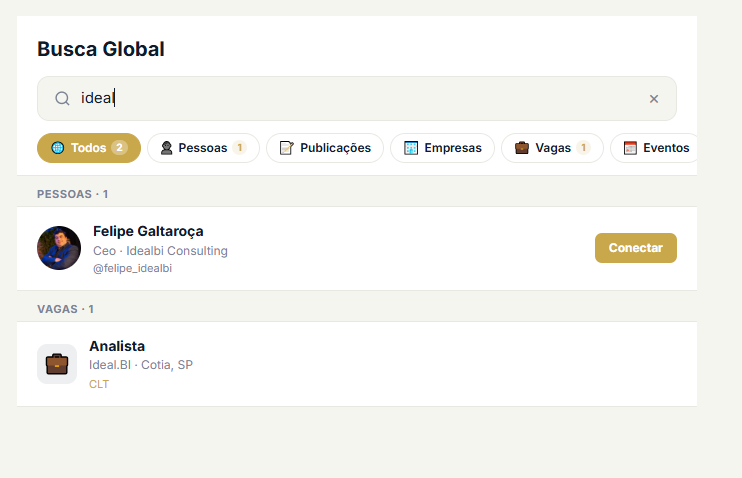 Busca Global
ideal
Todos 2 Pessoas 1 Publicações Empresas Vagas 1 Eventos
PESSOAS · 1
Felipe Galtaroça
Ceo · Idealbi Consulting
@felipe_idealbi
Conectar
VAGAS · 1
Analista
Ideal.BI · Cotia, SP
CLT